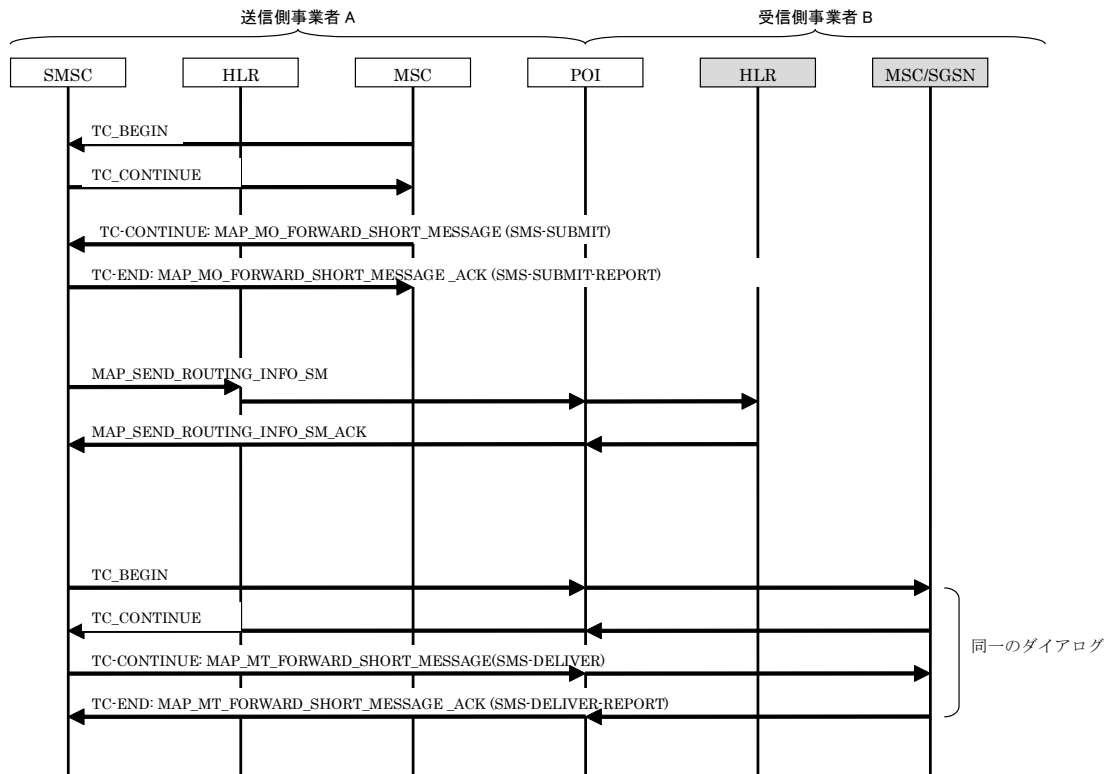 送信側事業者 A
受信側事業者 B
SMSC
HLR
MSC
POI
HLR
MSC/SGSN
TC_BEGIN
TC_CONTINUE
TC-CONTINUE: MAP_MO_FORWARD_SHORT_MESSAGE (SMS-SUBMIT)
TC-END: MAP_MO_FORWARD_SHORT_MESSAGE _ACK (SMS-SUBMIT-REPORT)
MAP_SEND_ROUTING_INFO_SM
MAP_SEND_ROUTING_INFO_SM_ACK
TC_BEGIN
TC_CONTINUE
同一のダイアログ
TC-CONTINUE: MAP_MT_FORWARD_SHORT_MESSAGE(SMS-DELIVER)
TC-END: MAP_MT_FORWARD_SHORT_MESSAGE _ACK (SMS-DELIVER-REPORT)